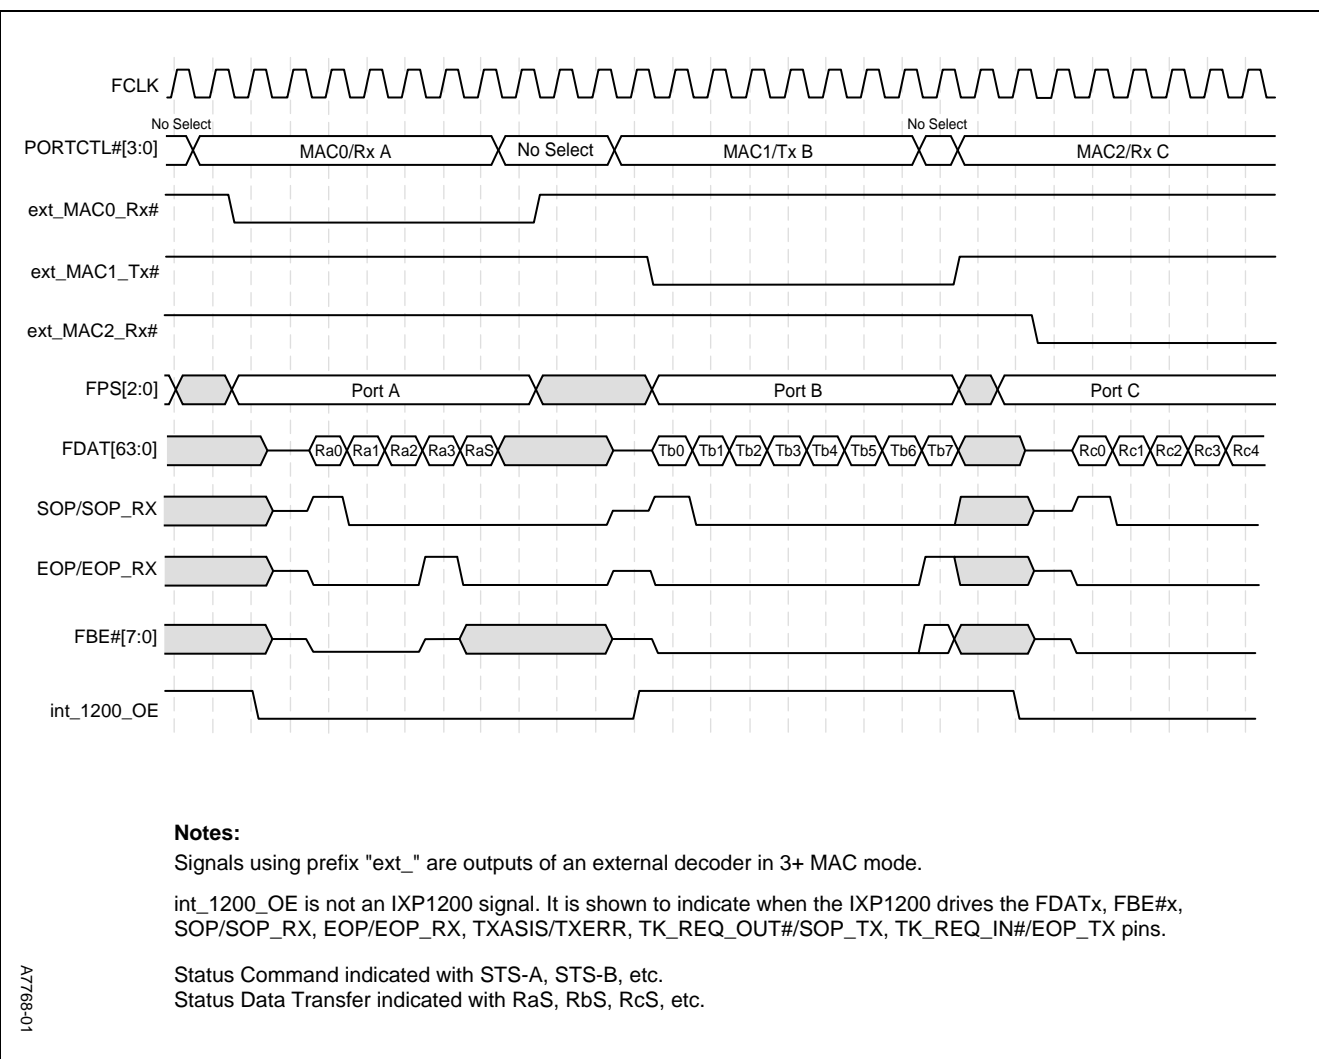 FCLK
No Select
No Select
PORTCTL#[3:0]
MAC0/Rx A
No Select
MAC1/Tx B
MAC2/Rx C
ext_MAC0_Rx#
ext_MAC1_Tx#
ext_MAC2_Rx#
FPS[2:0]
Port A
Port B
Port C
FDAT[63:0]
Ra0 Ra1 Ra2 Ra3 RaS
Tb0 Tb1 Tb2 Tb3 Tb4 Tb5 Tb6 Tb7
Rc0 Rc1 Rc2 Rc3 Rc4
SOP/SOP_RX
EOP/EOP_RX
FBE#[7:0]
int_1200_OE
Notes:
Signals using prefix "ext_" are outputs of an external decoder in 3+ MAC mode.
int_1200_OE is not an IXP1200 signal. It is shown to indicate when the IXP1200 drives the FDATx, FBE#x,
SOP/SOP_RX, EOP/EOP_RX, TXASIS/TXERR, TK_REQ_OUT#/SOP_TX, TK_REQ_IN#/EOP_TX pins.
Status Command indicated with STS-A, STS-B, etc.
Status Data Transfer indicated with RaS, RbS, RcS, etc.
A7768-01